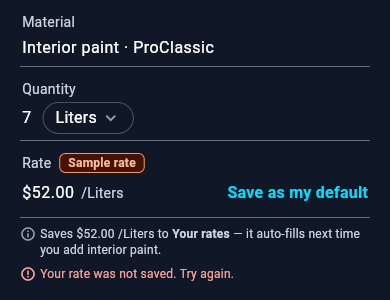 Material
Interior paint · ProClassic
Quantity
7 Liters
Rate Sample rate
$52.00 /Liters Save as my default
Saves $52.00 /Liters to Your rates — it auto-fills next time
you add interior paint.
Your rate was not saved. Try again.